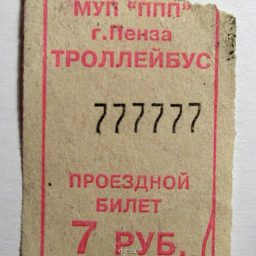 МУП "ППП"
г. Пенза
ТРОЛЛЕЙБУС
777777
ПРОЕЗДНОЙ
БИЛЕТ
7 РУБ.